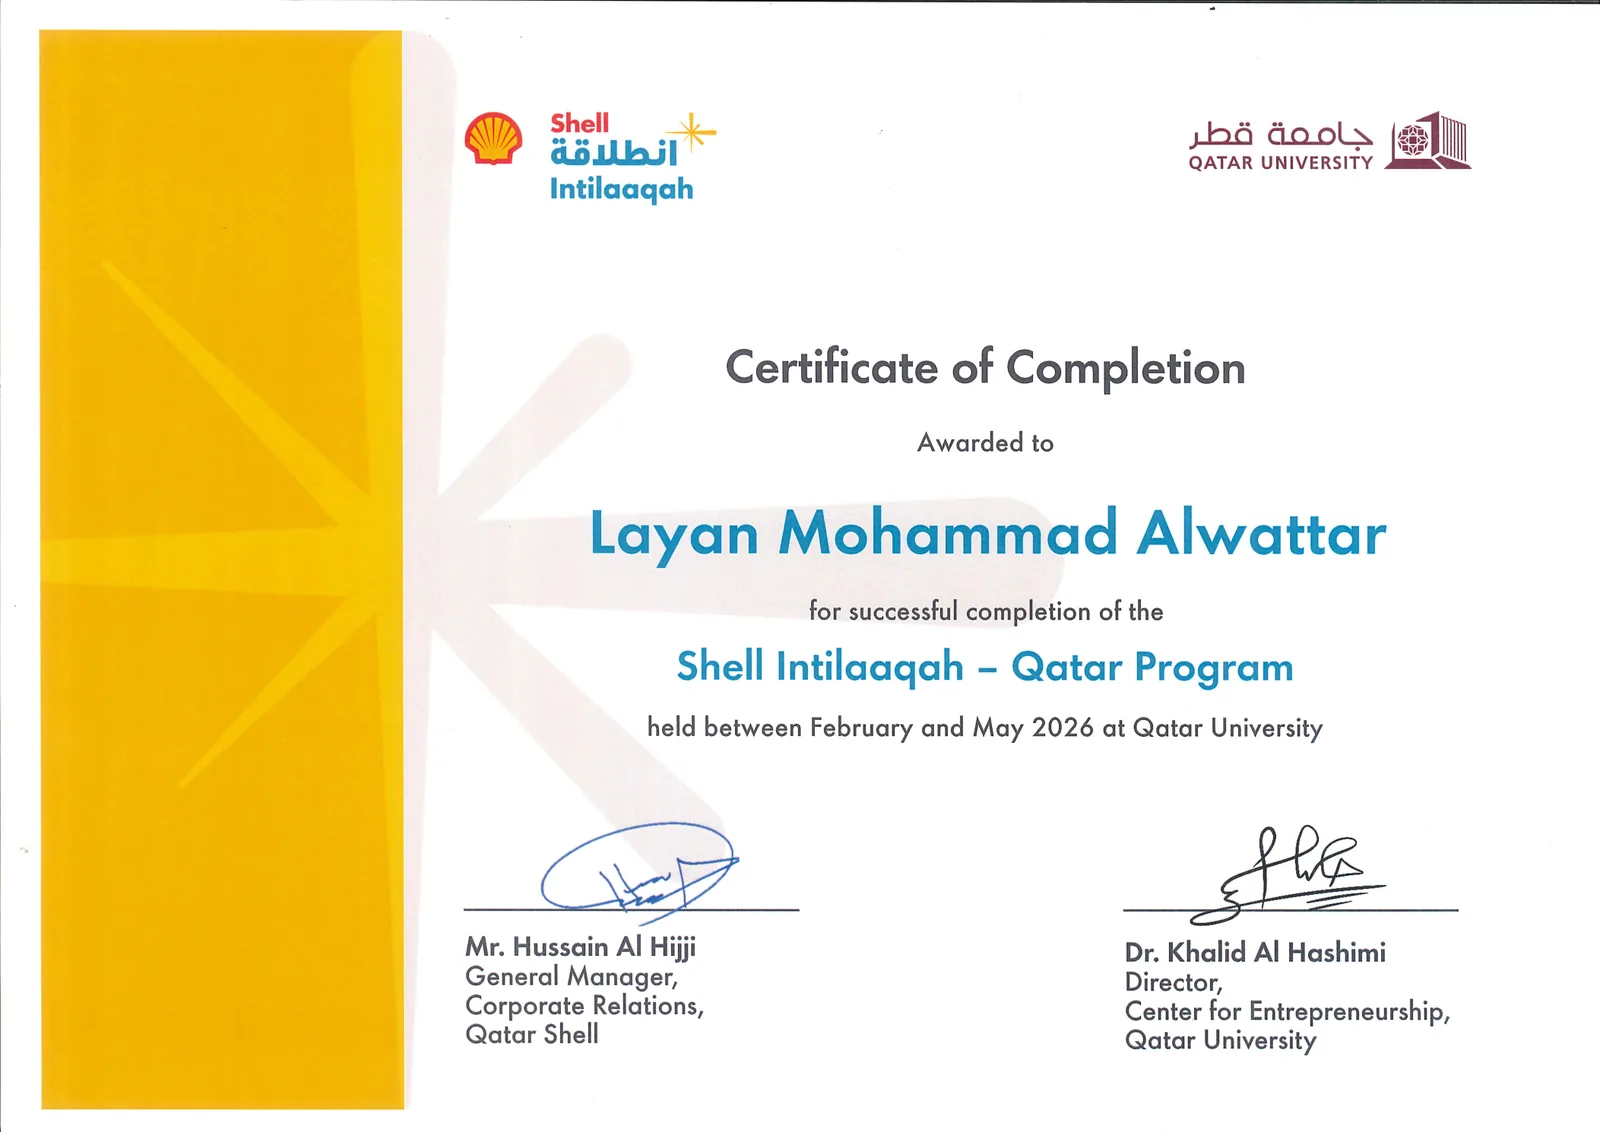 Shell
انطلاقة
Intilaaqah
جامعة قطر
QATAR UNIVERSITY
Certificate of Completion
Awarded to
Layan Mohammad Alwattar
for successful completion of the
Shell Intilaaqah – Qatar Program
held between February and May 2026 at Qatar University
Mr. Hussain Al Hijji
General Manager,
Corporate Relations,
Qatar Shell
Dr. Khalid Al Hashimi
Director,
Center for Entrepreneurship,
Qatar University